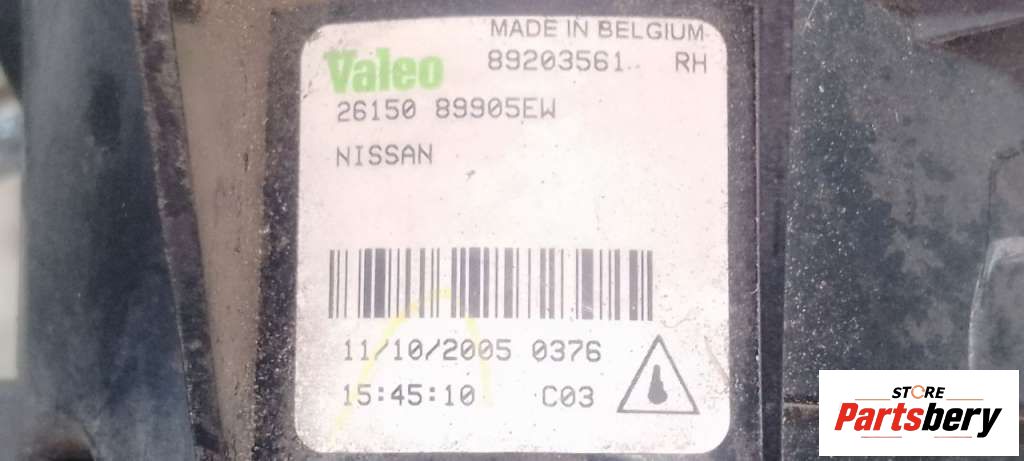 MADE IN BELGIUM
Valeo 89203561 RH
26150 89905EW
NISSAN
11/10/2005 0376
15:45:10 C03
STORE
Partsbery